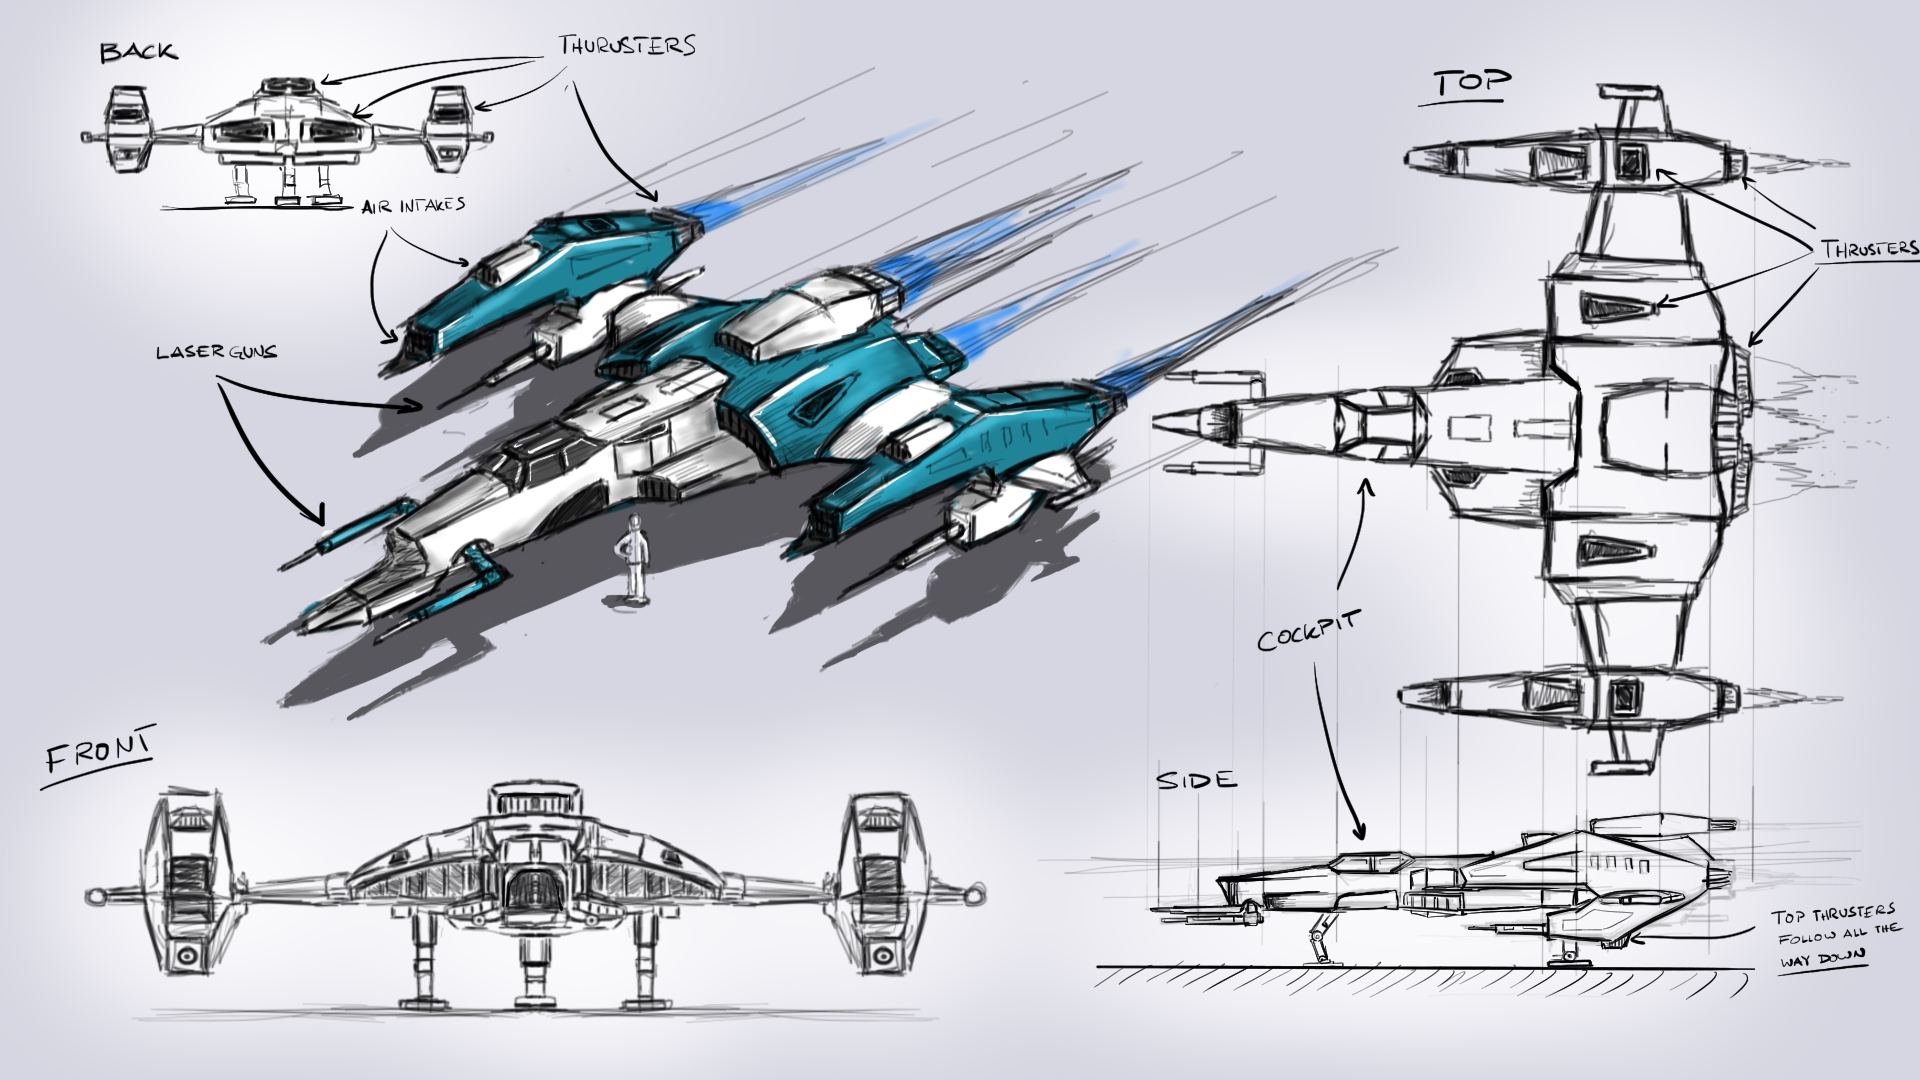 BACK
THURUSTERS
AIR INTAKES
LASER GUNS
TOP
THRUSTERS
COCKPIT
FRONT
SIDE
TOP THRUSTERS
FOLLOW ALL THE
WAY DOWN